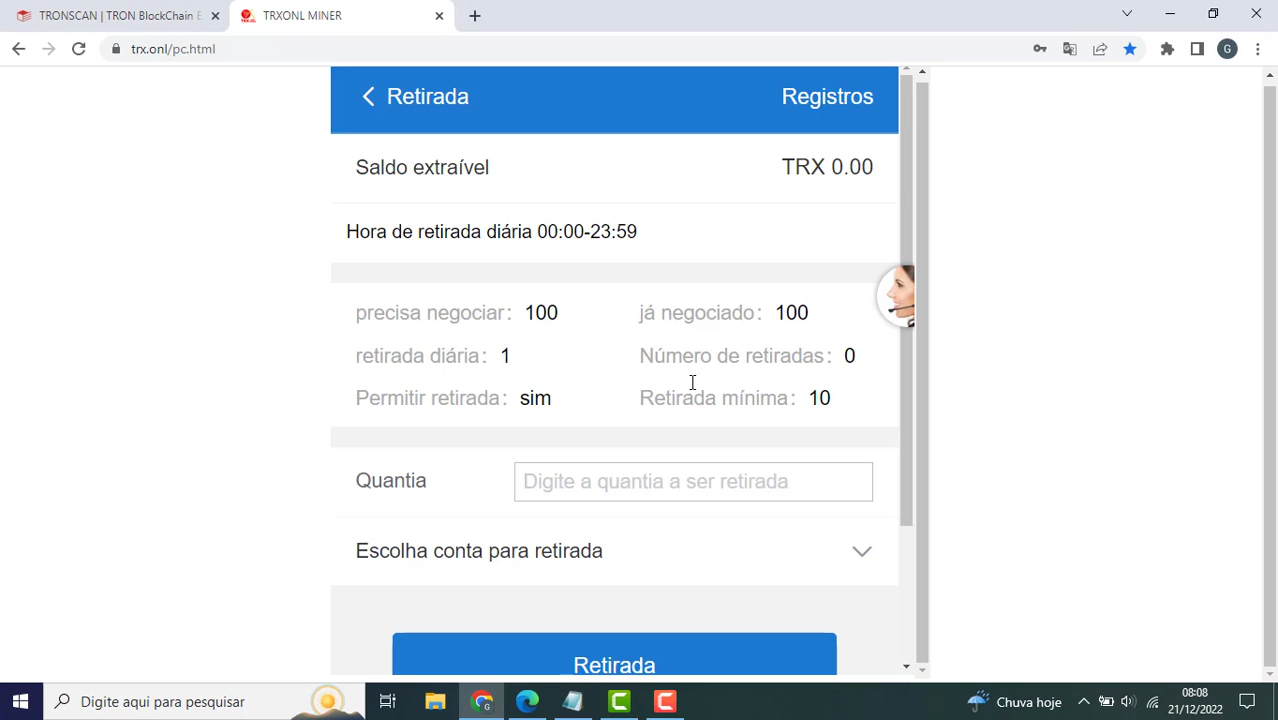 TRONSCAN | TRON BlockChain E
TRXONL MINER
trx.onl/pc.html
G
Retirada
Registros
Saldo extraível
TRX 0.00
Hora de retirada diária 00:00-23:59
precisa negociar: 100
já negociado: 100
retirada diária: 1
Número de retiradas: 0
Permitir retirada: sim
Retirada mínima: 10
Quantia
Digite a quantia a ser retirada
Escolha conta para retirada
Retirada
Digite aqui para pesquisar
Chuva hoje
08:08
21/12/2022